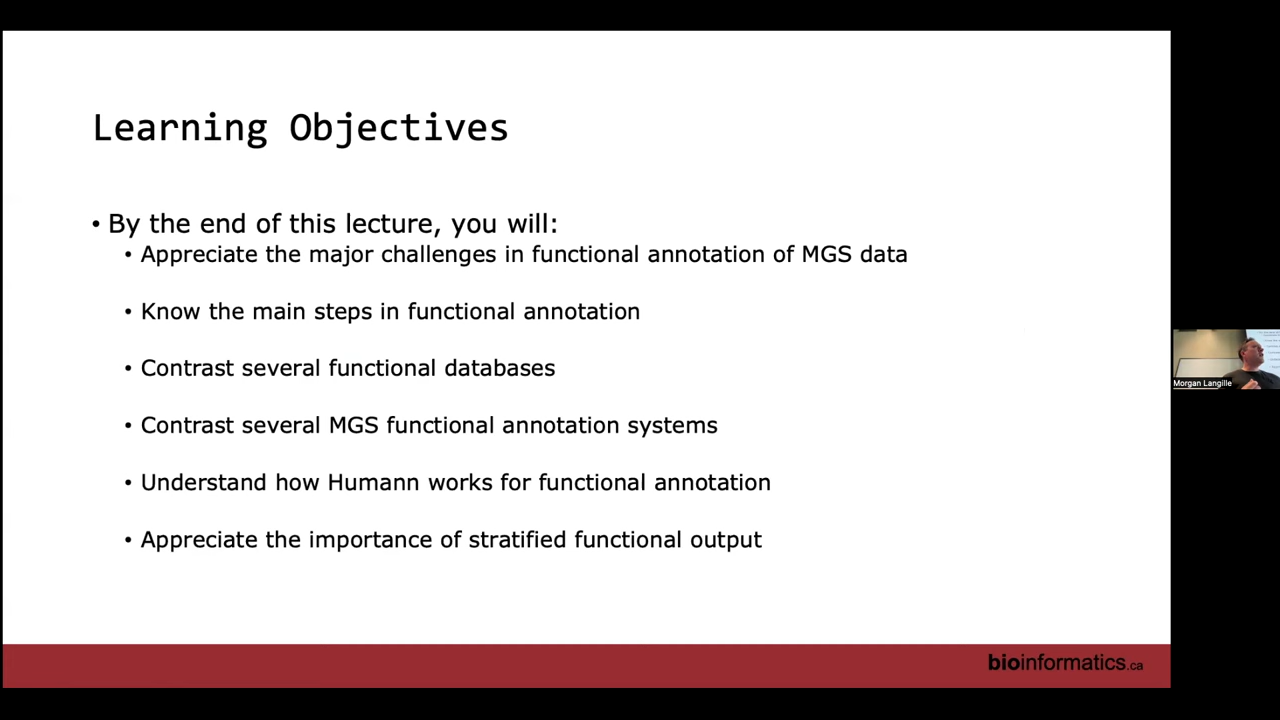 Learning Objectives
• By the end of this lecture, you will:
• Appreciate the major challenges in functional annotation of MGS data
• Know the main steps in functional annotation
• Contrast several functional databases
• Contrast several MGS functional annotation systems
• Understand how Humann works for functional annotation
• Appreciate the importance of stratified functional output
Morgan Langille
bioinformatics.ca